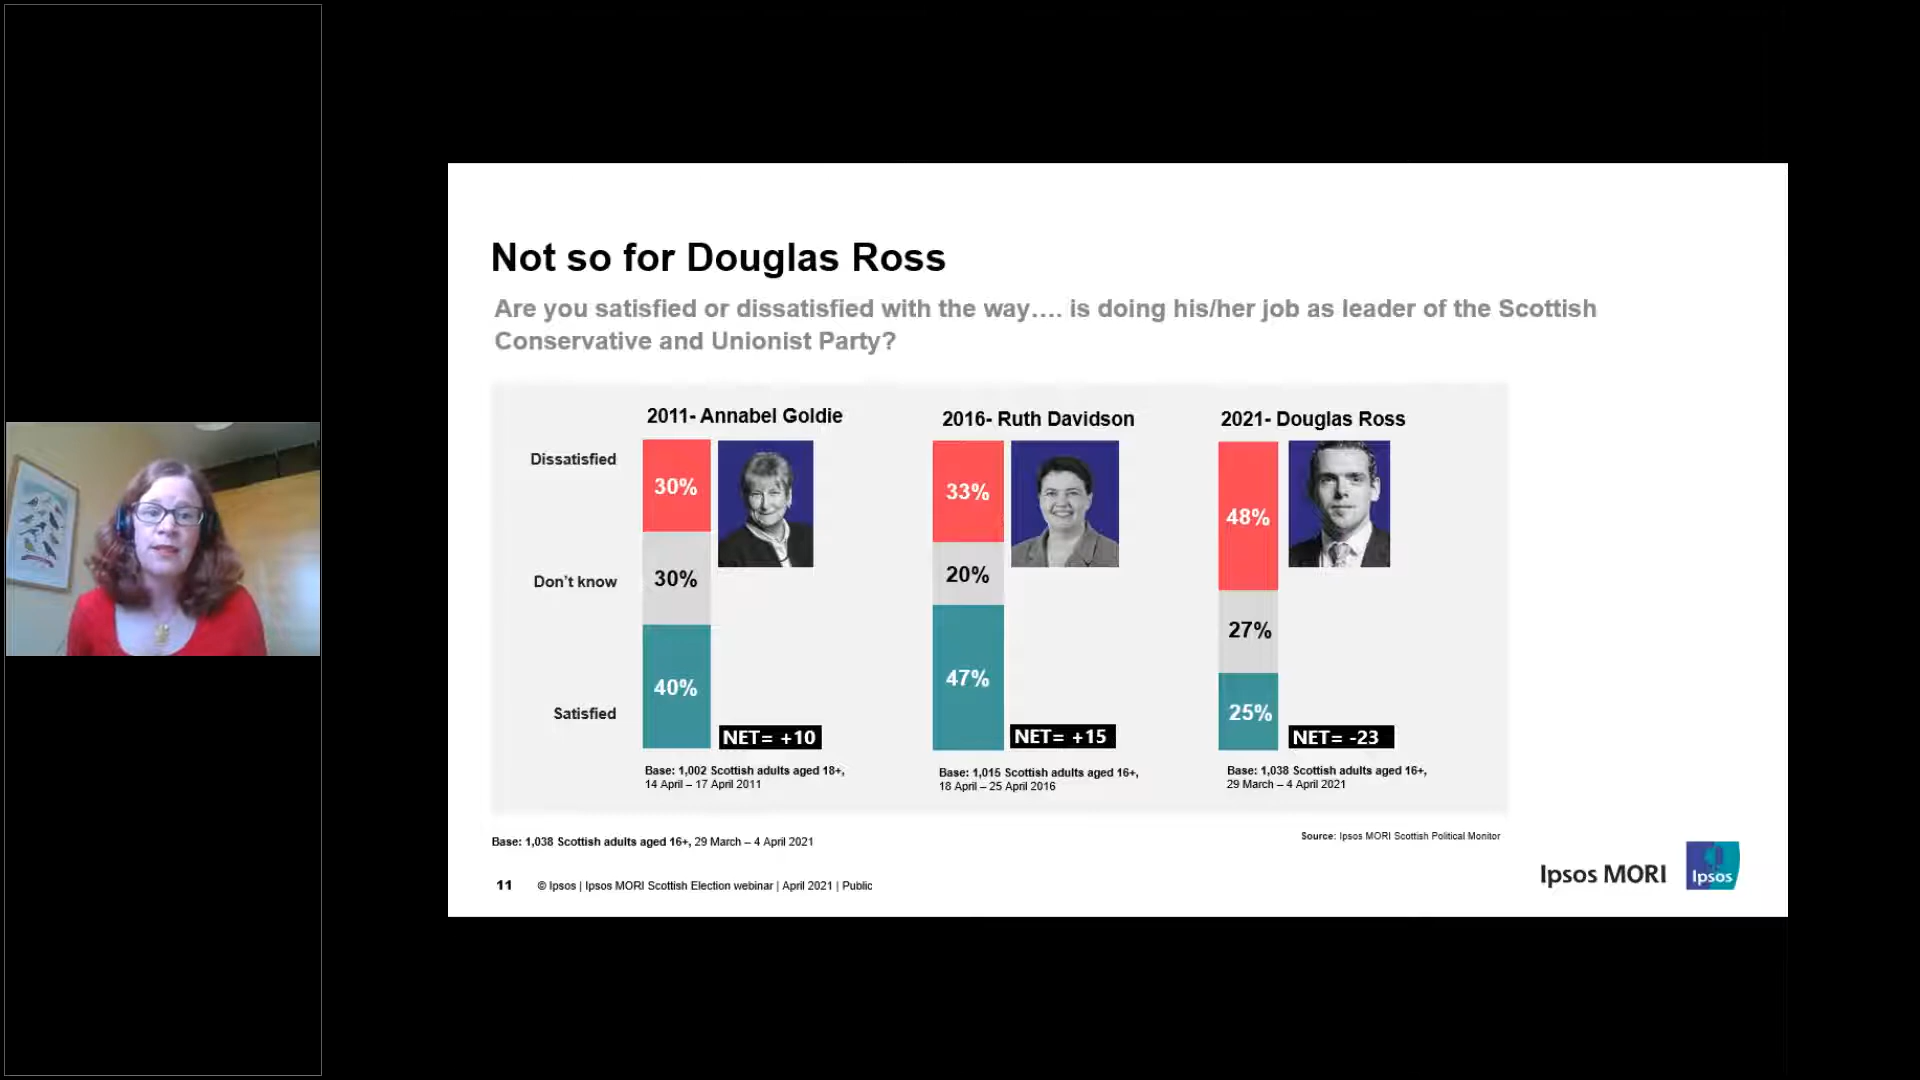 Not so for Douglas Ross
Are you satisfied or dissatisfied with the way…. is doing his/her job as leader of the Scottish
Conservative and Unionist Party?
2011- Annabel Goldie
2016- Ruth Davidson
2021- Douglas Ross
Dissatisfied
30%
33%
48%
Don't know
30%
20%
27%
Satisfied
40%
47%
25%
NET= +10
NET= +15
NET= -23
Base: 1,002 Scottish adults aged 18+,
14 April – 17 April 2011
Base: 1,015 Scottish adults aged 16+,
18 April – 25 April 2016
Base: 1,038 Scottish adults aged 16+,
29 March – 4 April 2021
Base: 1,038 Scottish adults aged 16+, 29 March – 4 April 2021
Source: Ipsos MORI Scottish Political Monitor
11
© Ipsos | Ipsos MORI Scottish Election webinar | April 2021 | Public
Ipsos MORI
Ipsos